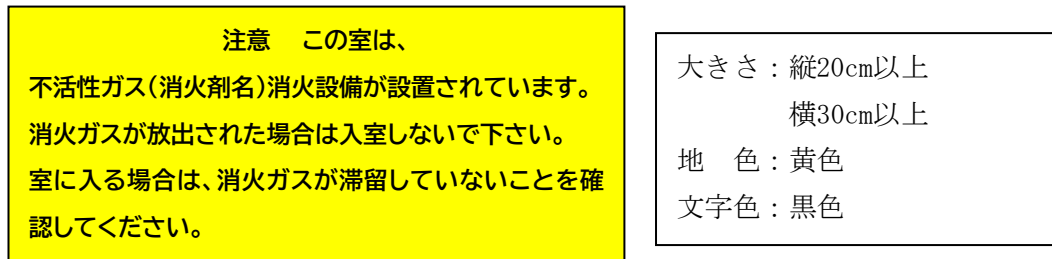 注意　この室は、
不活性ガス(消火剤名)消火設備が設置されています。
消火ガスが放出された場合は入室しないで下さい。
室に入る場合は、消火ガスが滞留していないことを確
認してください。
大きさ：縦20cm以上
横30cm以上
地　色：黄色
文字色：黒色